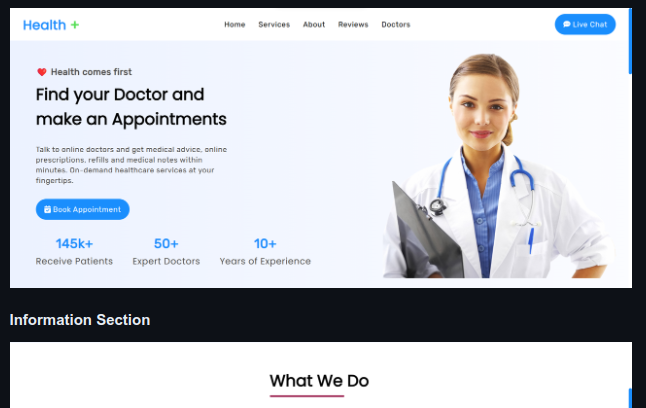 Health +
Home Services About Reviews Doctors
Live Chat
Health comes first
Find your Doctor and
make an Appointments
Talk to online doctors and get medical advice, online
prescriptions, refills and medical notes within
minutes. On-demand healthcare services at your
fingertips.
Book Appointment
145k+ 50+ 10+
Receive Patients Expert Doctors Years of Experience
Information Section
What We Do